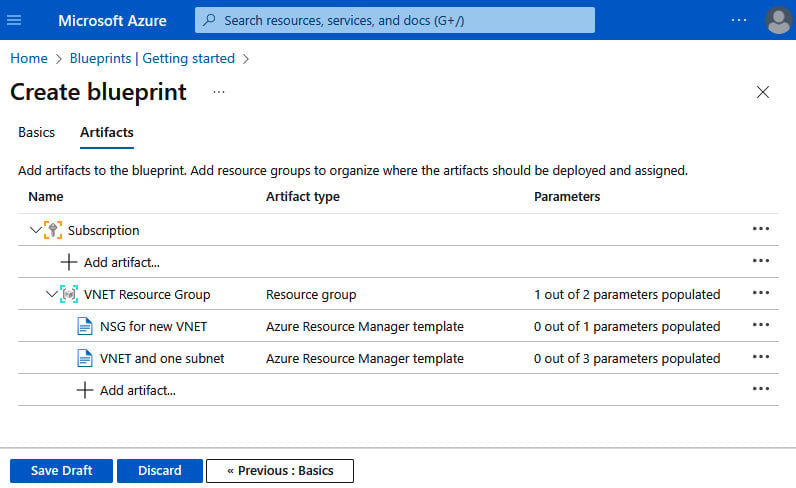 Microsoft Azure
Search resources, services, and docs (G+/)
Home > Blueprints | Getting started >
Create blueprint ...
Basics Artifacts
Add artifacts to the blueprint. Add resource groups to organize where the artifacts should be deployed and assigned.
Name Artifact type Parameters
Subscription
Add artifact...
VNET Resource Group Resource group 1 out of 2 parameters populated
NSG for new VNET Azure Resource Manager template 0 out of 1 parameters populated
VNET and one subnet Azure Resource Manager template 0 out of 3 parameters populated
Add artifact...
Save Draft Discard « Previous : Basics